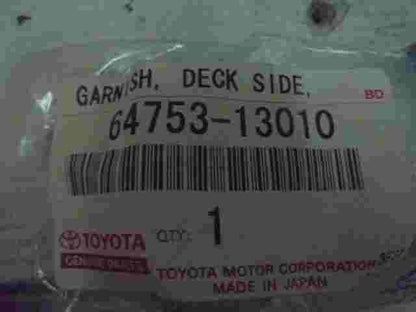 GARNISH, DECK SIDE,
BD
64753-13010
TOYOTA QTY: 1
GENUINE PARTS
TOYOTA MOTOR CORPORATION
MADE IN JAPAN